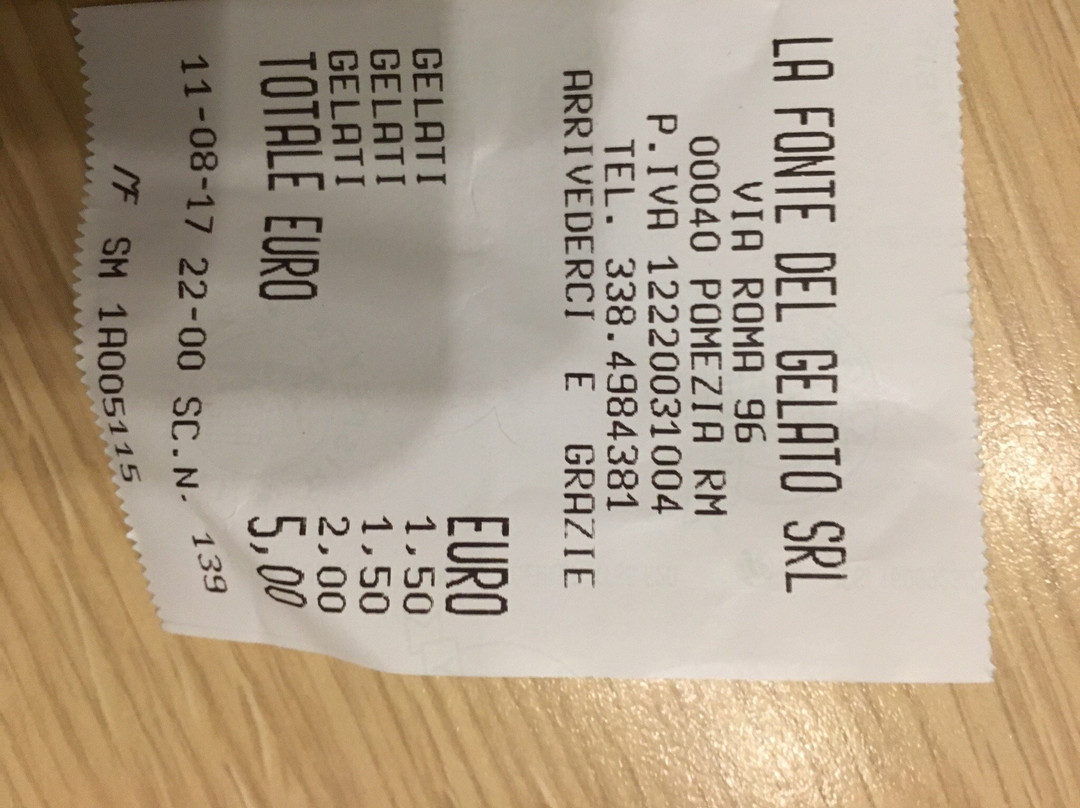 LA FONTE DEL GELATO SRL
VIA ROMA 96
00040 POMEZIA RM
P.IVA 12220031004
TEL. 338.4984381
ARRIVEDERCI E GRAZIE
EURO
GELATI 1,50
GELATI 1,50
GELATI 2,00
TOTALE EURO 5,00
11-08-17 22-00 SC.N. 139
MF SM 1A005115